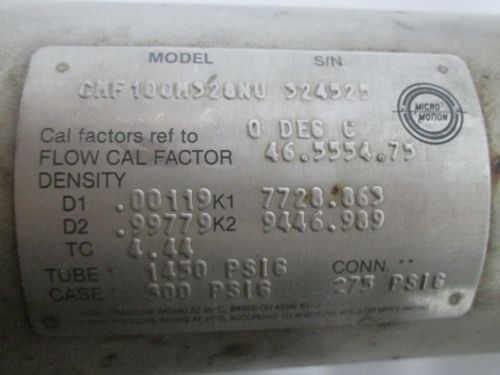 MODEL S/N
CMF100M328NU 324525
MICRO MOTION
Cal factors ref to 0 DEG C
FLOW CAL FACTOR 46.5554.75
DENSITY
D1 .00119 K1 7728.863
D2 .99779 K2 9446.989
TC 4.44
TUBE* 1450 PSIG CONN.**
CASE* 300 PSIG 275 PSIG